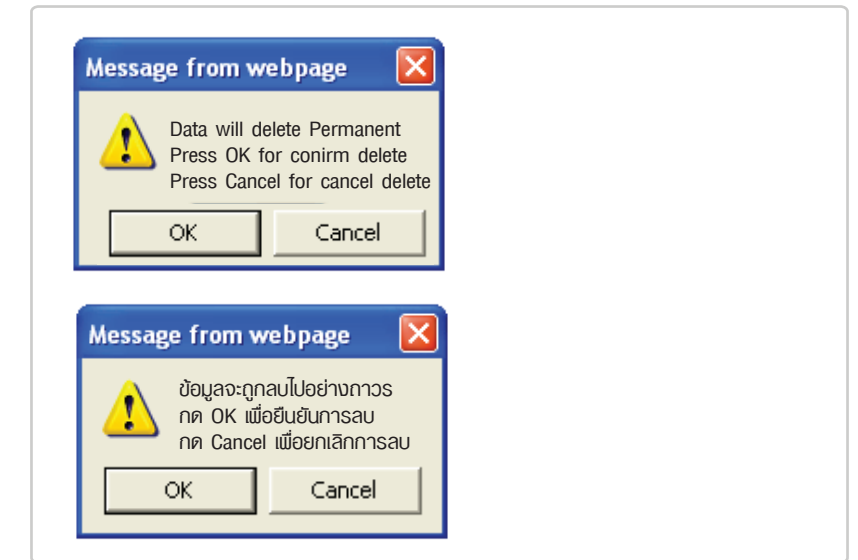 Message from webpage
Data will delete Permanent
Press OK for conirm delete
Press Cancel for cancel delete
OK Cancel
Message from webpage
ข้อมูลจะถูกลบไปอย่างถาวร
กด OK เพื่อยืนยันการลบ
กด Cancel เพื่อยกเลิกการลบ
OK Cancel